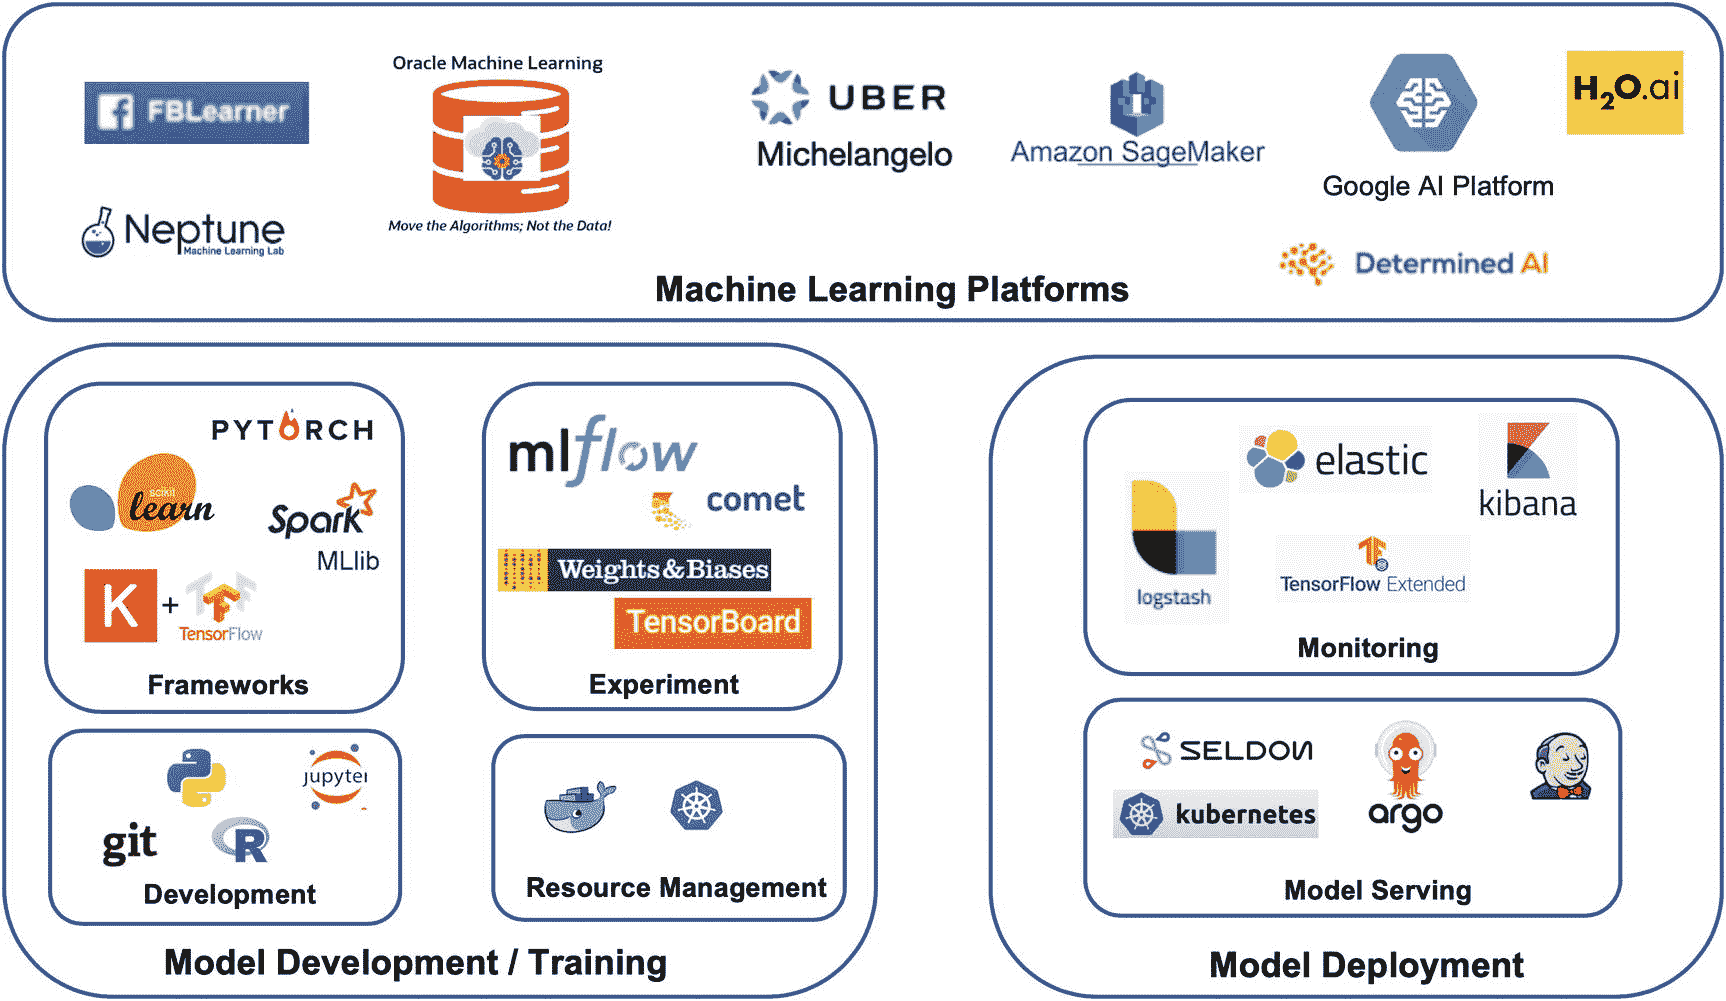 FBLearner
Oracle Machine Learning
Move the Algorithms; Not the Data!
UBER
Michelangelo
Amazon SageMaker
Google AI Platform
H2O.ai
Neptune
Machine Learning Lab
Determined AI
Machine Learning Platforms
PYTORCH
scikit
learn
Spark
MLlib
K
+
TensorFlow
Frameworks
mlflow
comet
Weights & Biases
TensorBoard
Experiment
jupyter
git
R
Development
Resource Management
Model Development / Training
elastic
kibana
logstash
TensorFlow Extended
Monitoring
SELDON
kubernetes
argo
Model Serving
Model Deployment